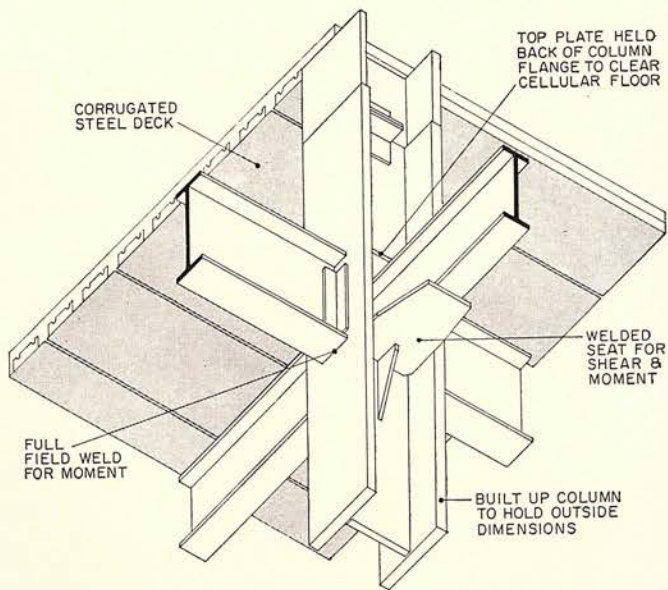 TOP PLATE HELD
BACK OF COLUMN
FLANGE TO CLEAR
CELLULAR FLOOR
CORRUGATED
STEEL DECK
WELDED
SEAT FOR
SHEAR &
MOMENT
FULL
FIELD WELD
FOR MOMENT
BUILT UP COLUMN
TO HOLD OUTSIDE
DIMENSIONS